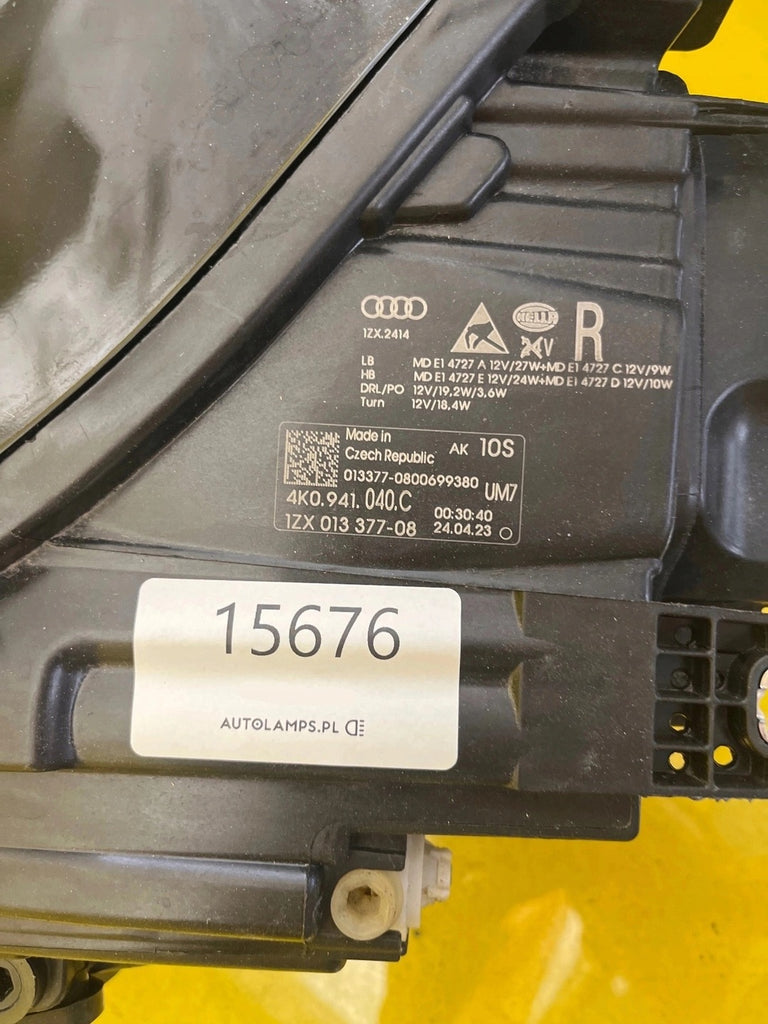 1ZX.2414
HELLA
24V
R
LB MD E1 4727 A 12V/27W+MD E1 4727 C 12V/9W
HB MD E1 4727 E 12V/24W+MD E1 4727 D 12V/10W
DRL/PO 12V/19,2W/3,6W
Turn 12V/18,4W
Made in
Czech Republic
AK 10S
013377-0800699380
UM7
4K0.941.040.C
00:30:40
1ZX 013 377-08
24.04.23
15676
AUTOLAMPS.PL